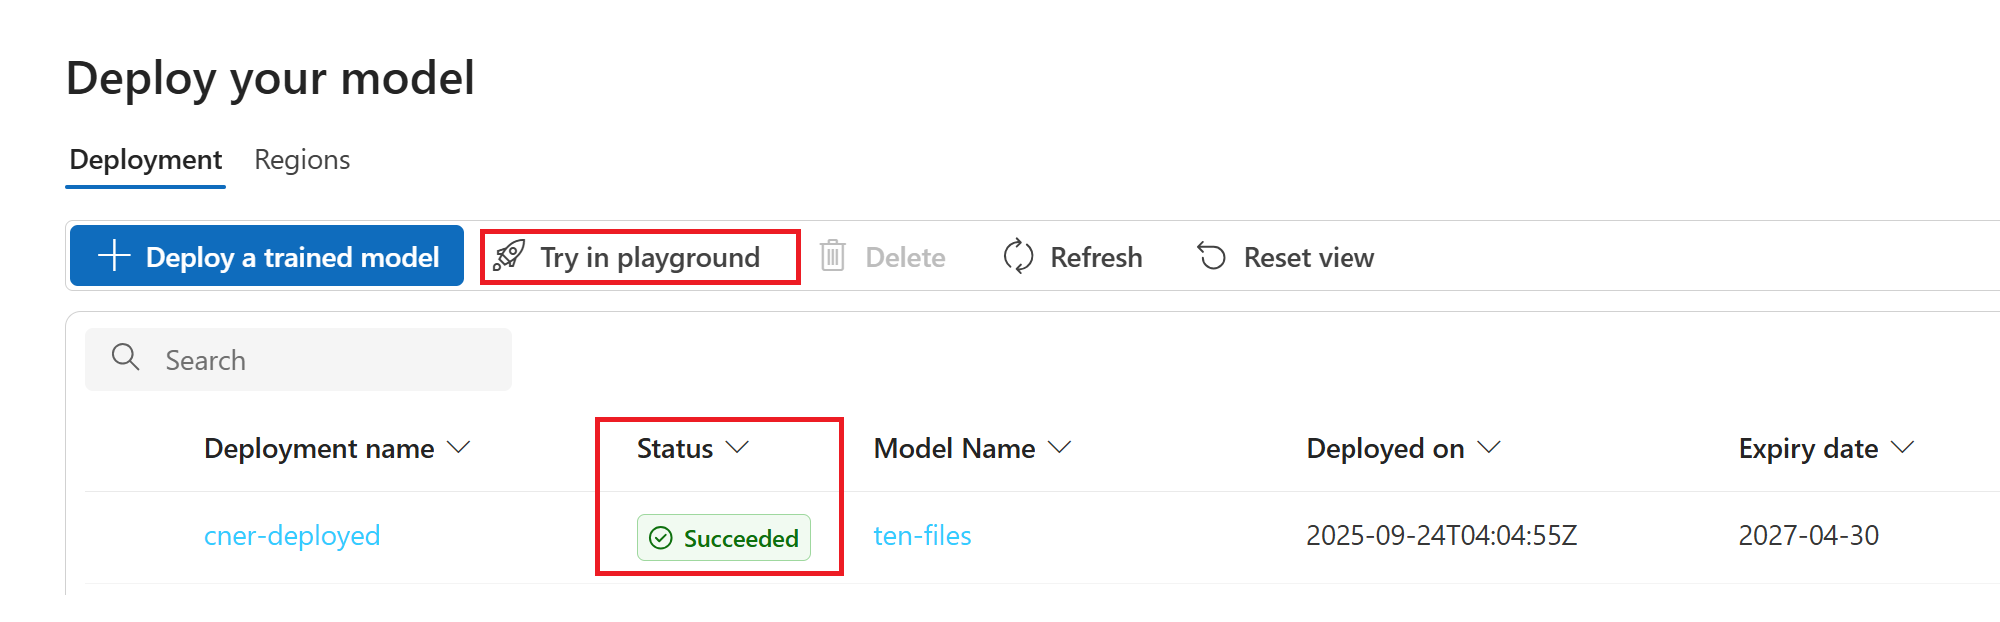 Deploy your model
Deployment Regions
Deploy a trained model Try in playground Delete Refresh Reset view
Search
Deployment name Status Model Name Deployed on Expiry date
cner-deployed Succeeded ten-files 2025-09-24T04:04:55Z 2027-04-30